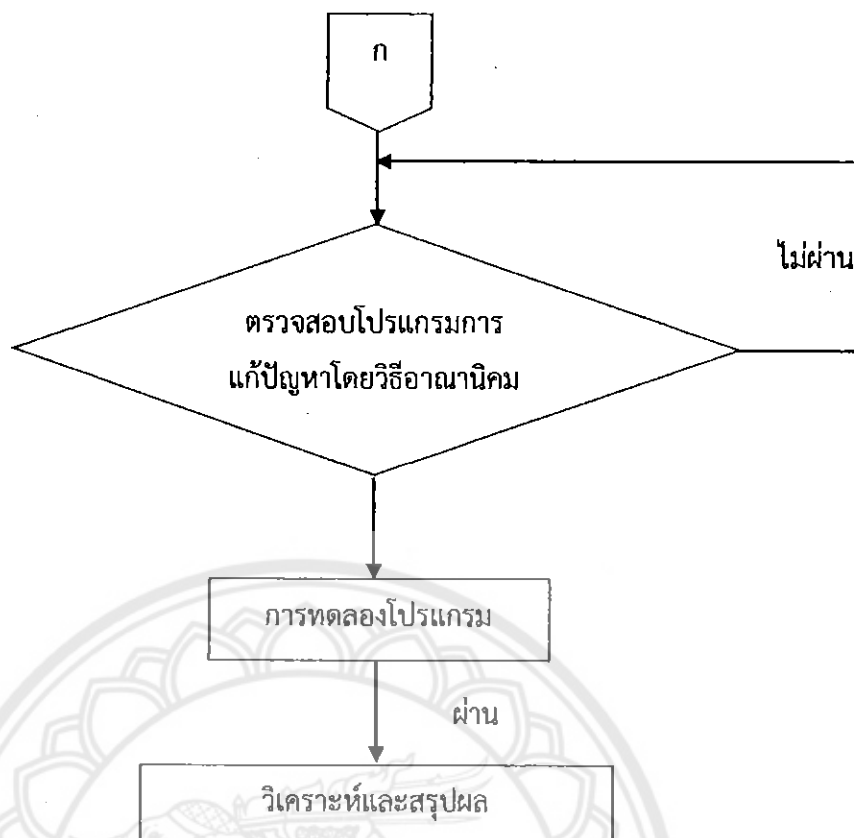 ก
ไม่ผ่าน
ตรวจสอบโปรแกรมการ
แก้ปัญหาโดยวิธีอาณานิคม
การทดลองโปรแกรม
ผ่าน
วิเคราะห์และสรุปผล